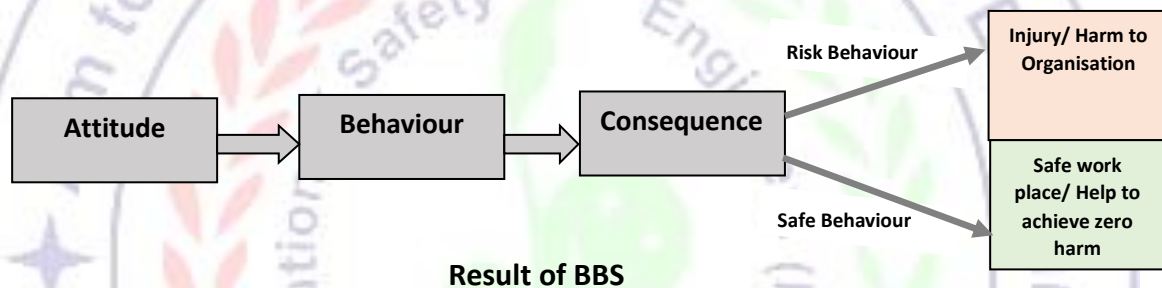 Risk Behaviour
Injury/ Harm to
Organisation
Attitude
Behaviour
Consequence
Safe work
place/ Help to
achieve zero
harm
Safe Behaviour
Result of BBS
Safety